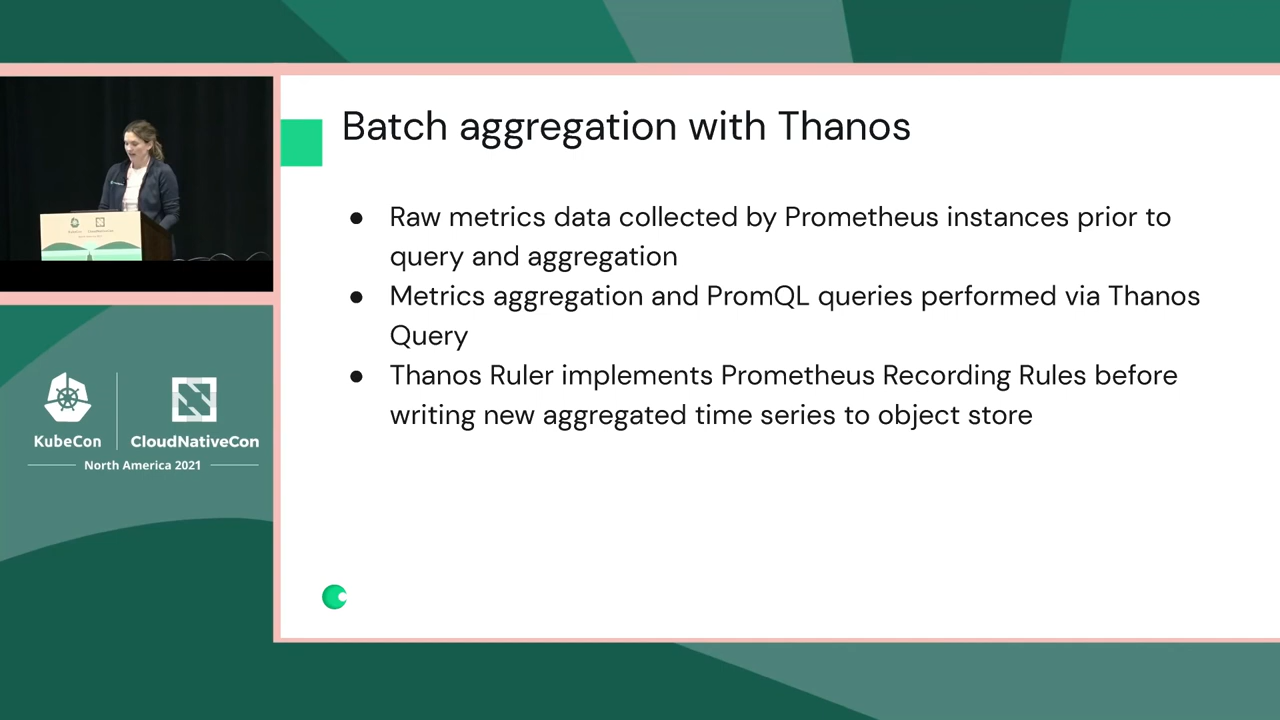 Batch aggregation with Thanos
● Raw metrics data collected by Prometheus instances prior to
query and aggregation
● Metrics aggregation and PromQL queries performed via Thanos
Query
● Thanos Ruler implements Prometheus Recording Rules before
writing new aggregated time series to object store
KubeCon
CloudNativeCon
North America 2021